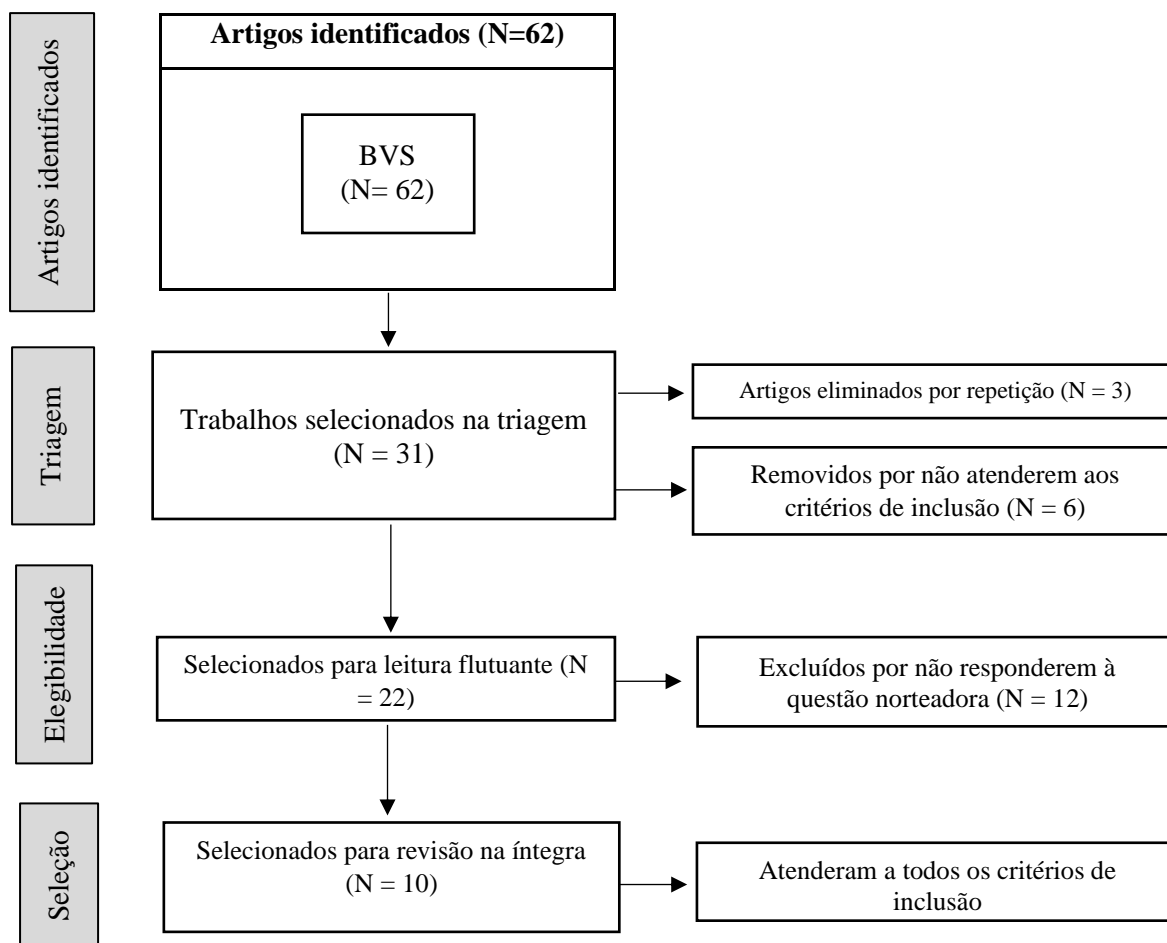 Artigos identificados
Artigos identificados (N=62)
BVS
(N= 62)
Triagem
Trabalhos selecionados na triagem
(N = 31)
Artigos eliminados por repetição (N = 3)
Removidos por não atenderem aos
critérios de inclusão (N = 6)
Elegibilidade
Selecionados para leitura flutuante (N
= 22)
Excluídos por não responderem à
questão norteadora (N = 12)
Seleção
Selecionados para revisão na íntegra
(N = 10)
Atenderam a todos os critérios de
inclusão